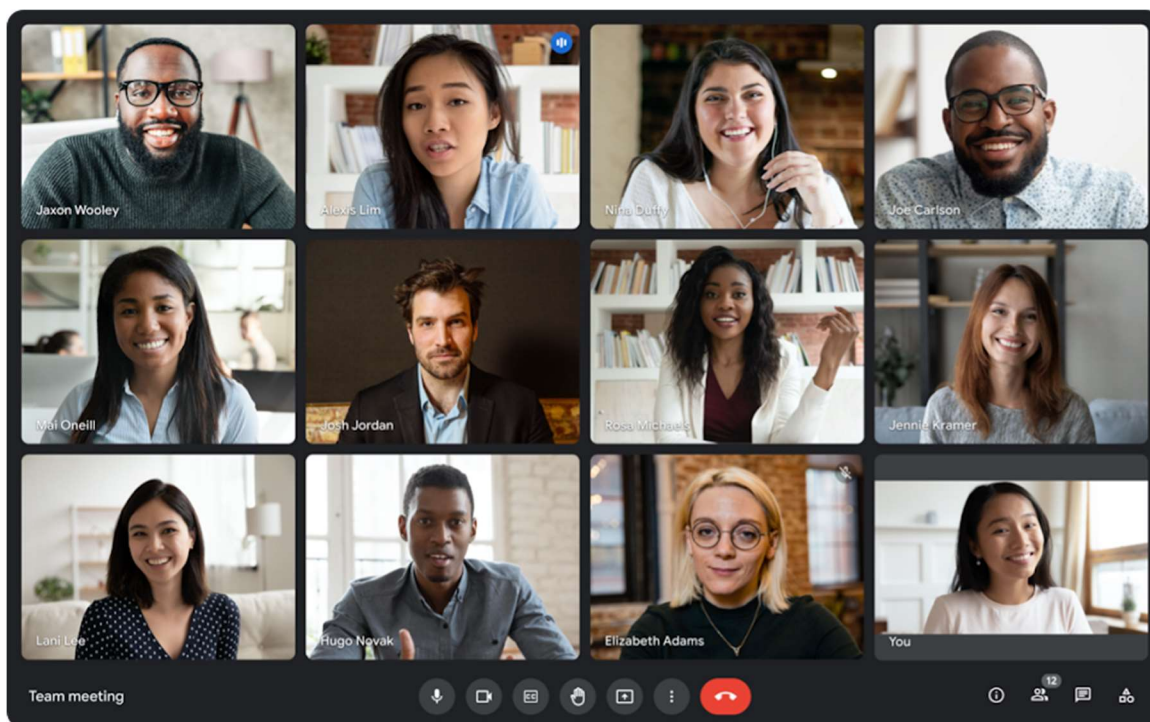 Jaxon Wooley
Alexis Lim
Nina Duffy
Joe Carlson
Mai Oneill
Josh Jordan
Rosa Michaels
Jennie Kramer
Lani Lee
Hugo Novak
Elizabeth Adams
You
Team meeting
CC
12